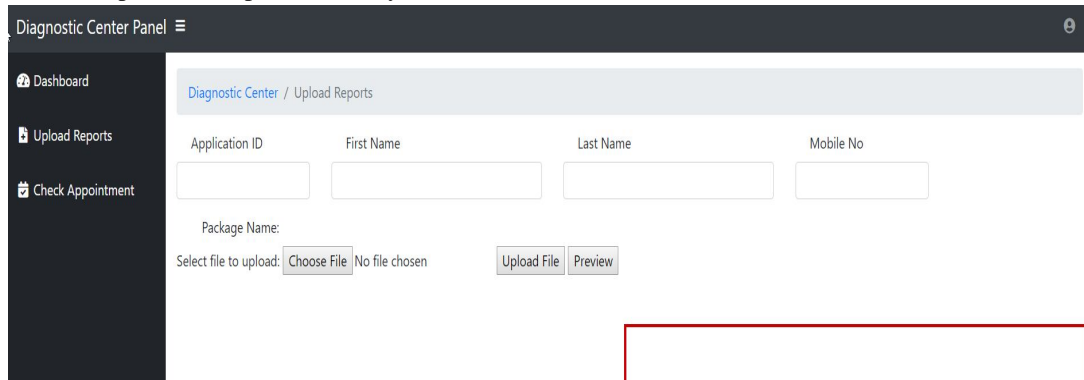 Diagnostic Center Panel
Dashboard
Diagnostic Center / Upload Reports
Upload Reports
Application ID First Name Last Name Mobile No
Check Appointment
Package Name:
Select file to upload: Choose File No file chosen Upload File Preview